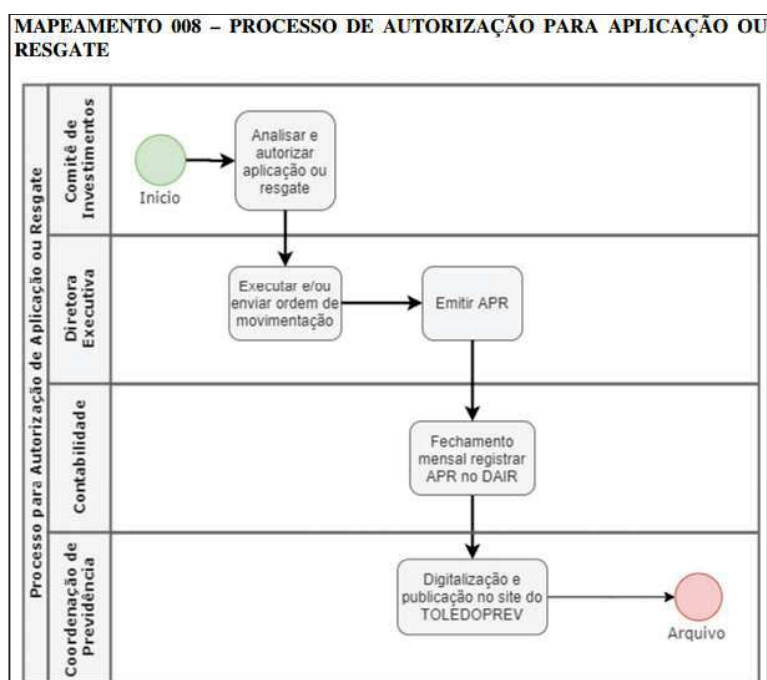 MAPEAMENTO 008 – PROCESSO DE AUTORIZAÇÃO PARA APLICAÇÃO OU
RESGATE
Processo para Autorização de Aplicação ou Resgate
Comitê de
Investimentos
Inicio
Analisar e
autorizar
aplicação ou
resgate
Diretora
Executiva
Executar e/ou
enviar ordem de
movimentação
Emitir APR
Contabilidade
Fechamento
mensal registrar
APR no DAIR
Coordenação de
Previdência
Digitalização e
publicação no site do
TOLEDOPREV
Arquivo